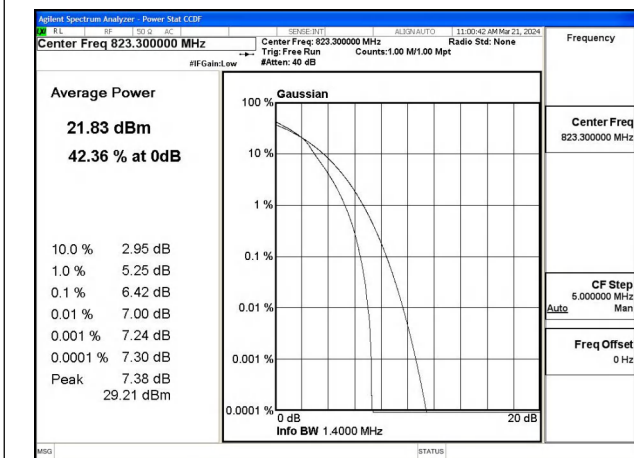 Agilent Spectrum Analyzer - Power Stat CCDF
RL RF 50 Ω AC SENSE:INT ALIGN AUTO 11:00:42 AM Mar 21, 2024
Center Freq 823.300000 MHz
Center Freq: 823.300000 MHz Radio Std: None
Trig: Free Run Counts:1.00 M/1.00 Mpt
#IFGain:Low #Atten: 40 dB
Frequency
Average Power
21.83 dBm
42.36 % at 0dB
10.0 % 2.95 dB
1.0 % 5.25 dB
0.1 % 6.42 dB
0.01 % 7.00 dB
0.001 % 7.24 dB
0.0001 % 7.30 dB
Peak 7.38 dB
29.21 dBm
Gaussian
100 %
10 %
1 %
0.1 %
0.01 %
0.001 %
0.0001 %
0 dB 20 dB
Info BW 1.4000 MHz
Center Freq
823.300000 MHz
CF Step
5.000000 MHz
Auto Man
Freq Offset
0 Hz
MSG STATUS